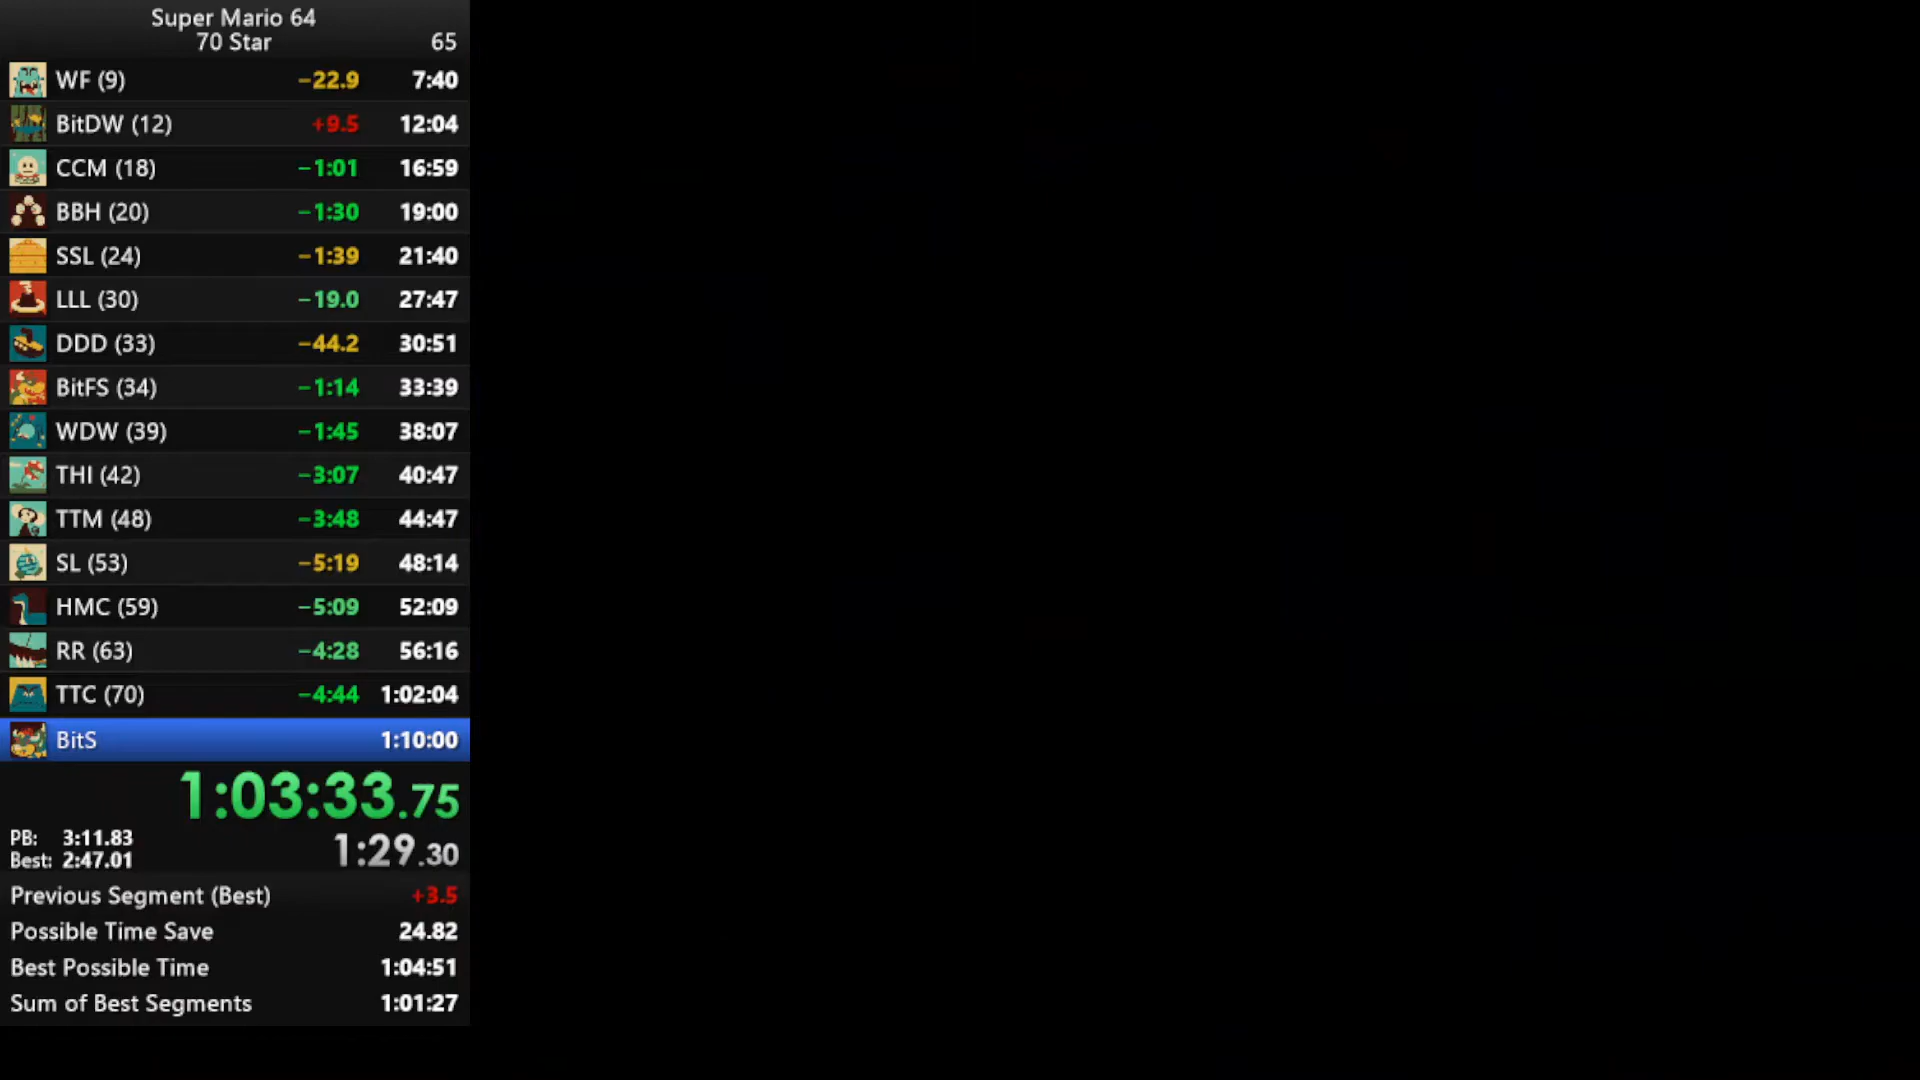 Super Mario 64
70 Star 65
WF (9) −22.9 7:40
BitDW (12) +9.5 12:04
CCM (18) −1:01 16:59
BBH (20) −1:30 19:00
SSL (24) −1:39 21:40
LLL (30) −19.0 27:47
DDD (33) −44.2 30:51
BitFS (34) −1:14 33:39
WDW (39) −1:45 38:07
THI (42) −3:07 40:47
TTM (48) −3:48 44:47
SL (53) −5:19 48:14
HMC (59) −5:09 52:09
RR (63) −4:28 56:16
TTC (70) −4:44 1:02:04
BitS 1:10:00
1:03:33.75
PB: 3:11.83
Best: 2:47.01
1:29.30
Previous Segment (Best) +3.5
Possible Time Save 24.82
Best Possible Time 1:04:51
Sum of Best Segments 1:01:27